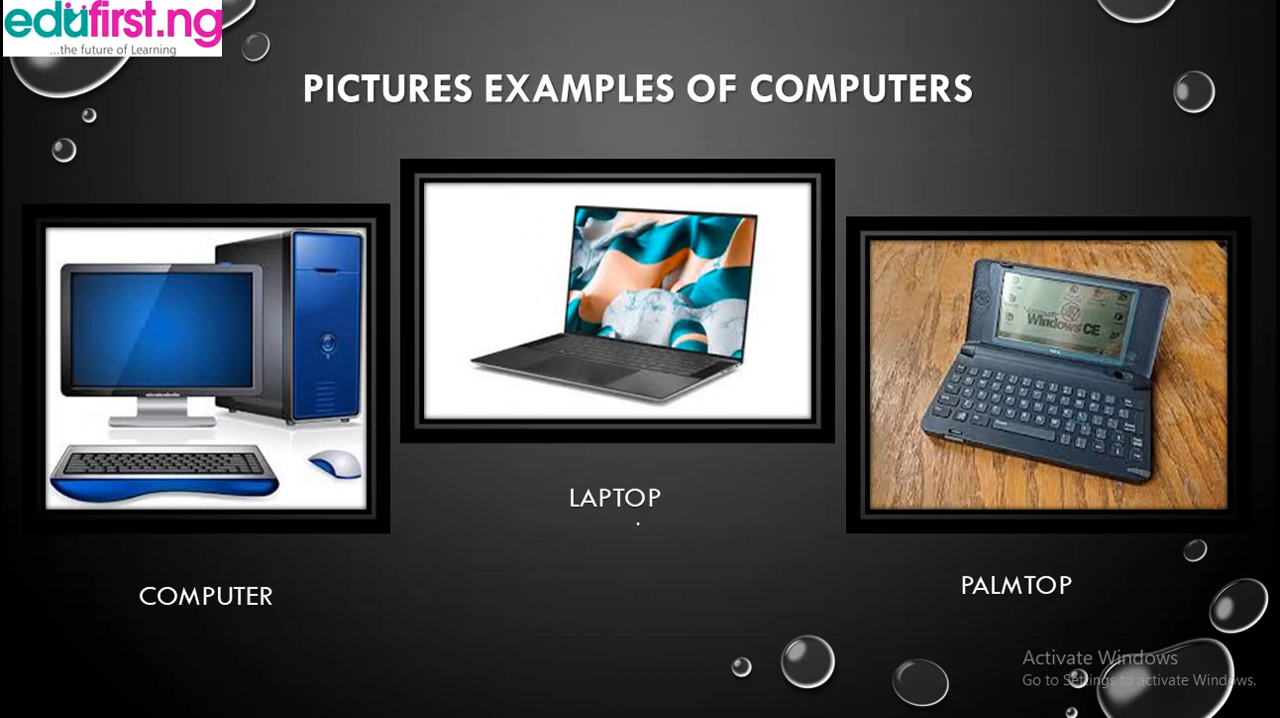 edufirst.ng
...the future of Learning
PICTURES EXAMPLES OF COMPUTERS
Windows CE
LAPTOP
.
COMPUTER
PALMTOP
Activate Windows
Go to Settings to activate Windows.